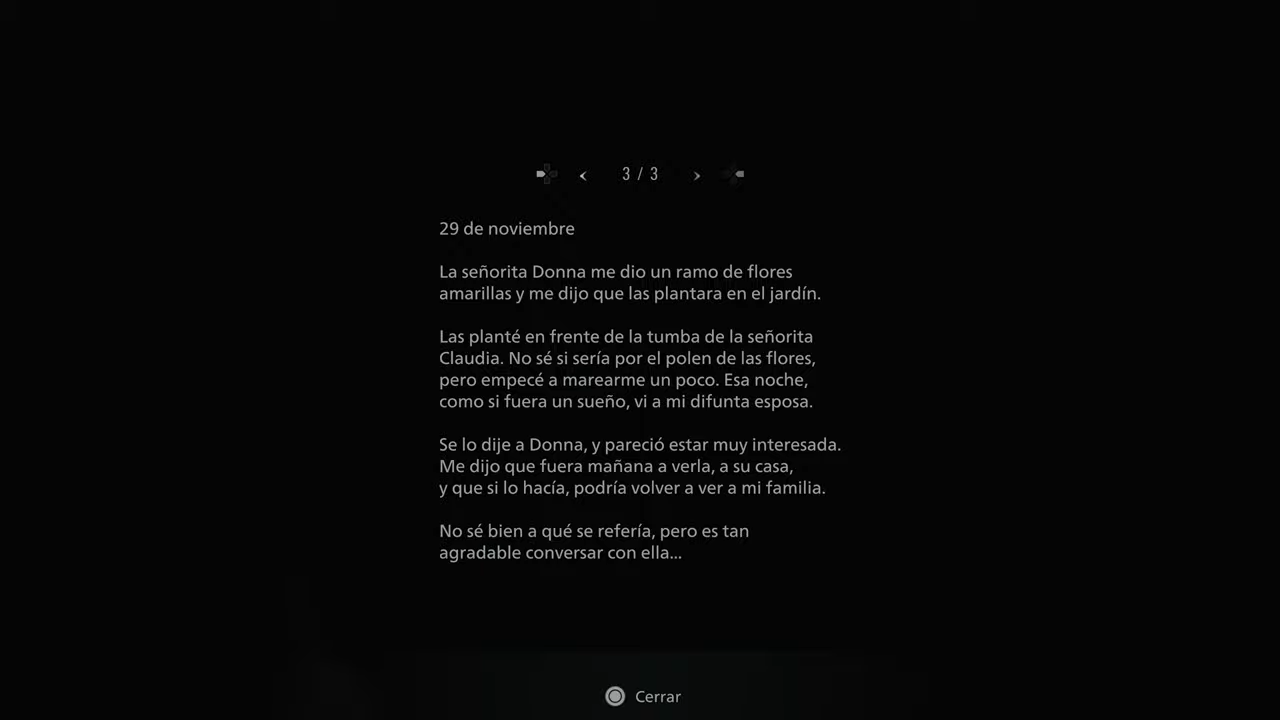 3 / 3
29 de noviembre
La señorita Donna me dio un ramo de flores
amarillas y me dijo que las plantara en el jardín.
Las planté en frente de la tumba de la señorita
Claudia. No sé si sería por el polen de las flores,
pero empecé a marearme un poco. Esa noche,
como si fuera un sueño, vi a mi difunta esposa.
Se lo dije a Donna, y pareció estar muy interesada.
Me dijo que fuera mañana a verla, a su casa,
y que si lo hacía, podría volver a ver a mi familia.
No sé bien a qué se refería, pero es tan
agradable conversar con ella...
Cerrar